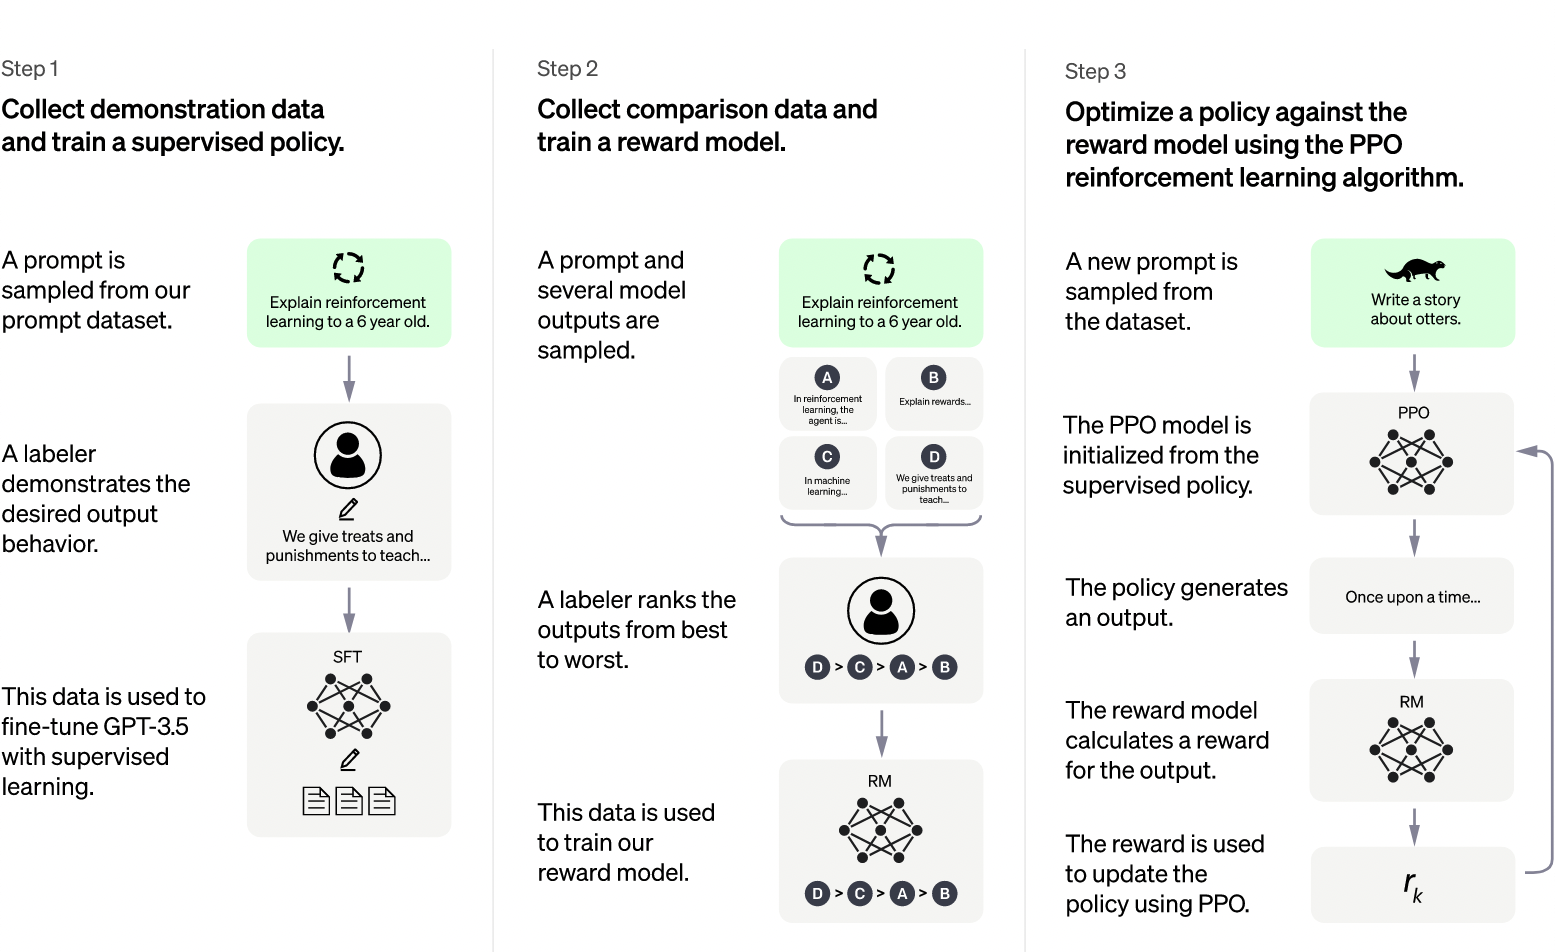 Step 1
Collect demonstration data
and train a supervised policy.
A prompt is
sampled from our
prompt dataset.
Explain reinforcement
learning to a 6 year old.
A labeler
demonstrates the
desired output
behavior.
We give treats and
punishments to teach...
This data is used to
fine-tune GPT-3.5
with supervised
learning.
SFT
Step 2
Collect comparison data and
train a reward model.
A prompt and
several model
outputs are
sampled.
Explain reinforcement
learning to a 6 year old.
A
In reinforcement
learning, the
agent is...
B
Explain rewards...
C
In machine
learning...
D
We give treats and
punishments to
teach...
A labeler ranks the
outputs from best
to worst.
D > C > A > B
This data is used
to train our
reward model.
RM
D > C > A > B
Step 3
Optimize a policy against the
reward model using the PPO
reinforcement learning algorithm.
A new prompt is
sampled from
the dataset.
Write a story
about otters.
The PPO model is
initialized from the
supervised policy.
PPO
The policy generates
an output.
Once upon a time...
The reward model
calculates a reward
for the output.
RM
The reward is used
to update the
policy using PPO.
r_k